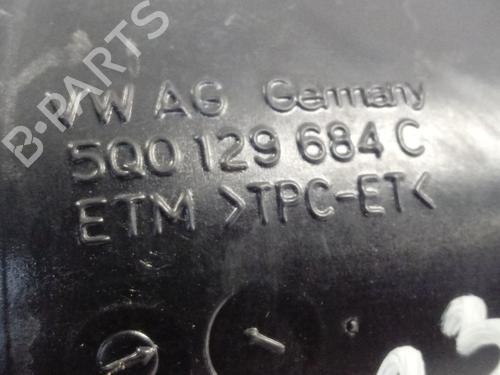 B-PARTS
VW AG Germany
5Q0 129 684 C
ETM >TPC-ET<